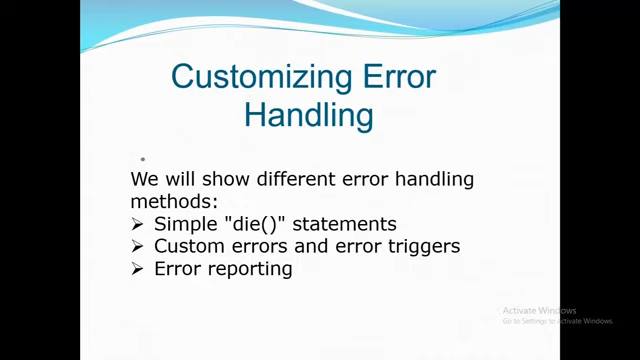 Customizing Error
Handling
•
We will show different error handling
methods:
➢ Simple "die()" statements
➢ Custom errors and error triggers
➢ Error reporting
Activate Windows
Go to Settings to Activate Windows.